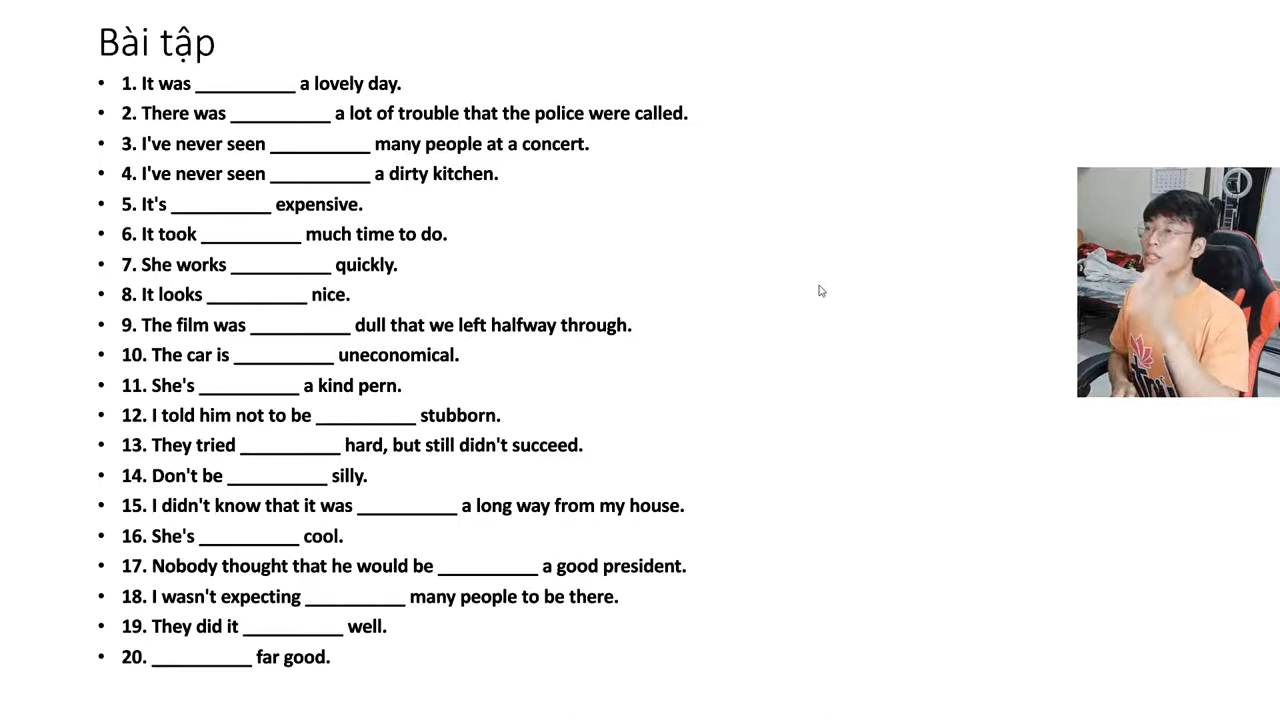 Bài tập
• 1. It was __________ a lovely day.
• 2. There was __________ a lot of trouble that the police were called.
• 3. I've never seen __________ many people at a concert.
• 4. I've never seen __________ a dirty kitchen.
• 5. It's __________ expensive.
• 6. It took __________ much time to do.
• 7. She works __________ quickly.
• 8. It looks __________ nice.
• 9. The film was __________ dull that we left halfway through.
• 10. The car is __________ uneconomical.
• 11. She's __________ a kind pern.
• 12. I told him not to be __________ stubborn.
• 13. They tried __________ hard, but still didn't succeed.
• 14. Don't be __________ silly.
• 15. I didn't know that it was __________ a long way from my house.
• 16. She's __________ cool.
• 17. Nobody thought that he would be __________ a good president.
• 18. I wasn't expecting __________ many people to be there.
• 19. They did it __________ well.
• 20. __________ far good.